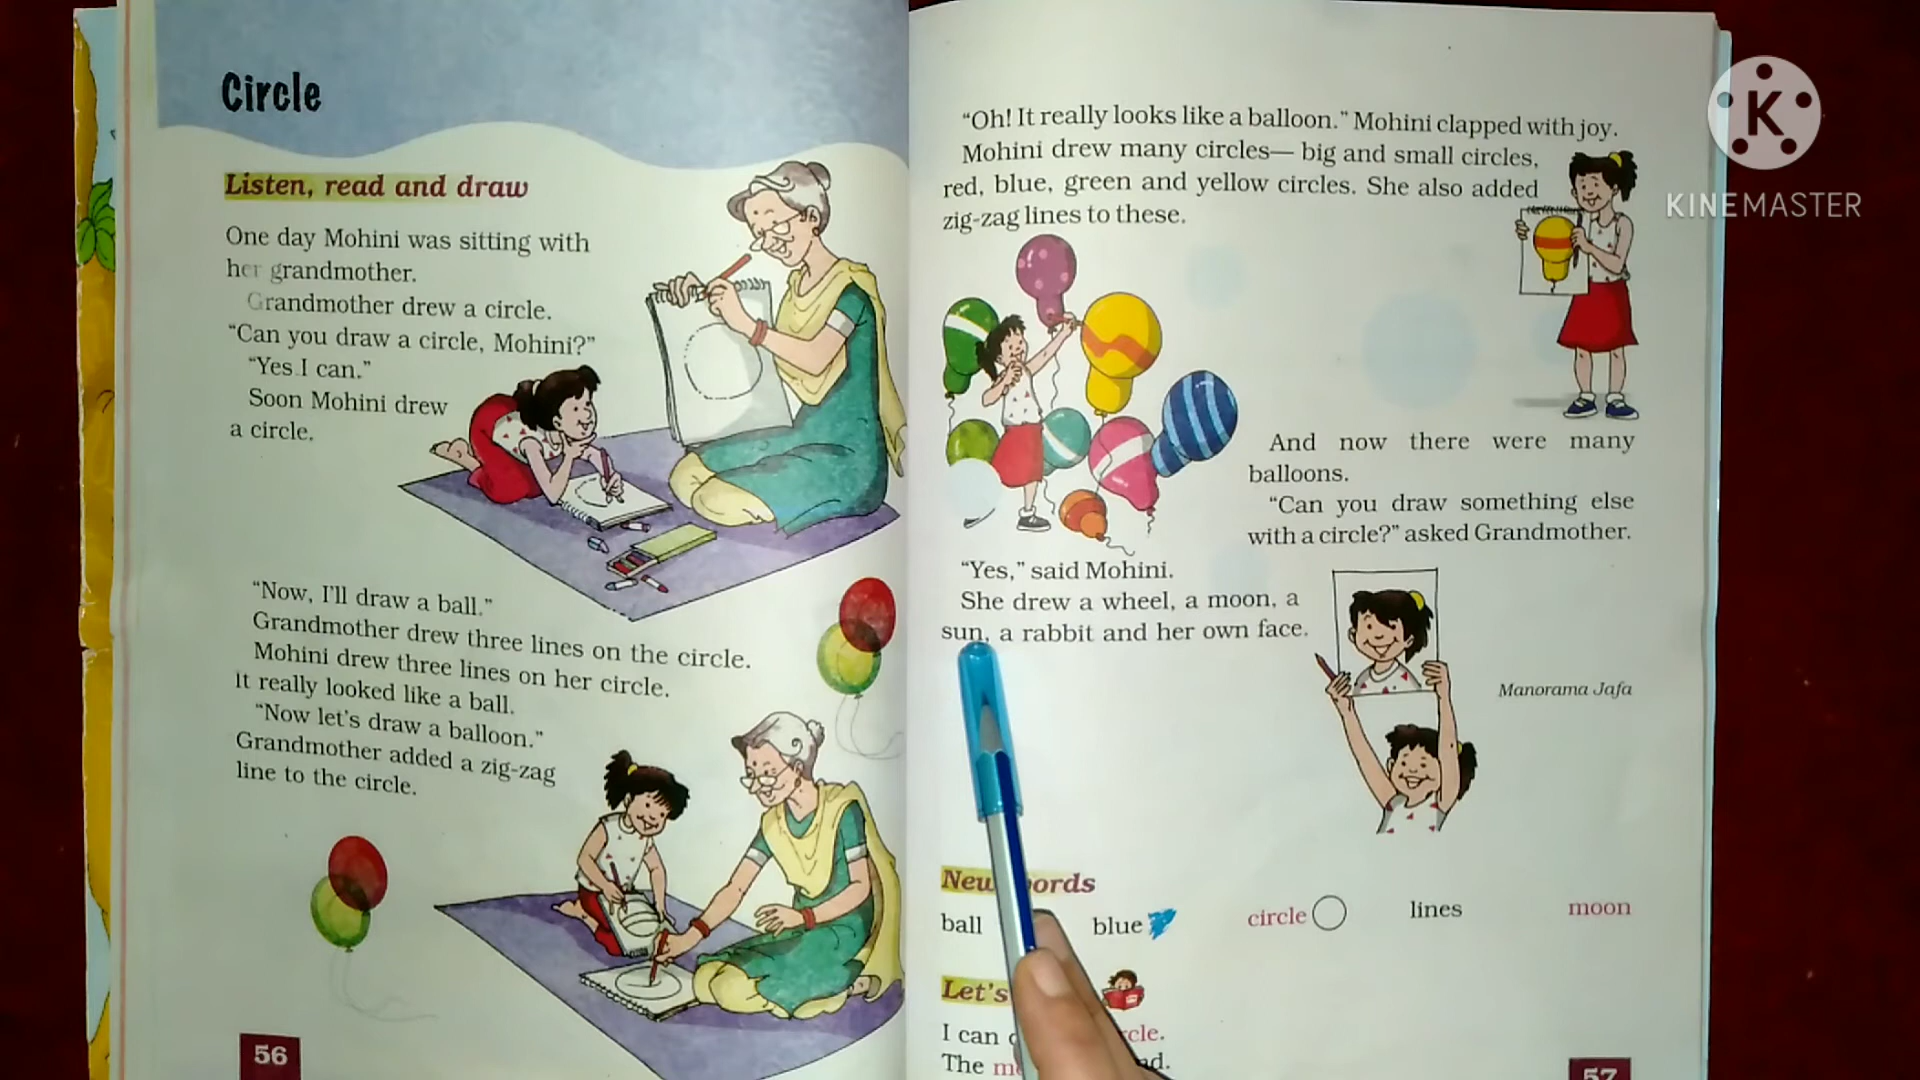 Circle
Listen, read and draw
One day Mohini was sitting with
her grandmother.
Grandmother drew a circle.
“Can you draw a circle, Mohini?”
“Yes I can.”
Soon Mohini drew
a circle.
“Now, I'll draw a ball.”
Grandmother drew three lines on the circle.
Mohini drew three lines on her circle.
It really looked like a ball.
“Now let's draw a balloon.”
Grandmother added a zig-zag
line to the circle.
56
“Oh! It really looks like a balloon.” Mohini clapped with joy.
Mohini drew many circles— big and small circles,
red, blue, green and yellow circles. She also added
zig-zag lines to these.
And now there were many
balloons.
“Can you draw something else
with a circle?” asked Grandmother.
“Yes,” said Mohini.
She drew a wheel, a moon, a
sun, a rabbit and her own face.
Manorama Jafa
New words
ball blue circle lines moon
Let's
I can
The
57
K
KINEMASTER